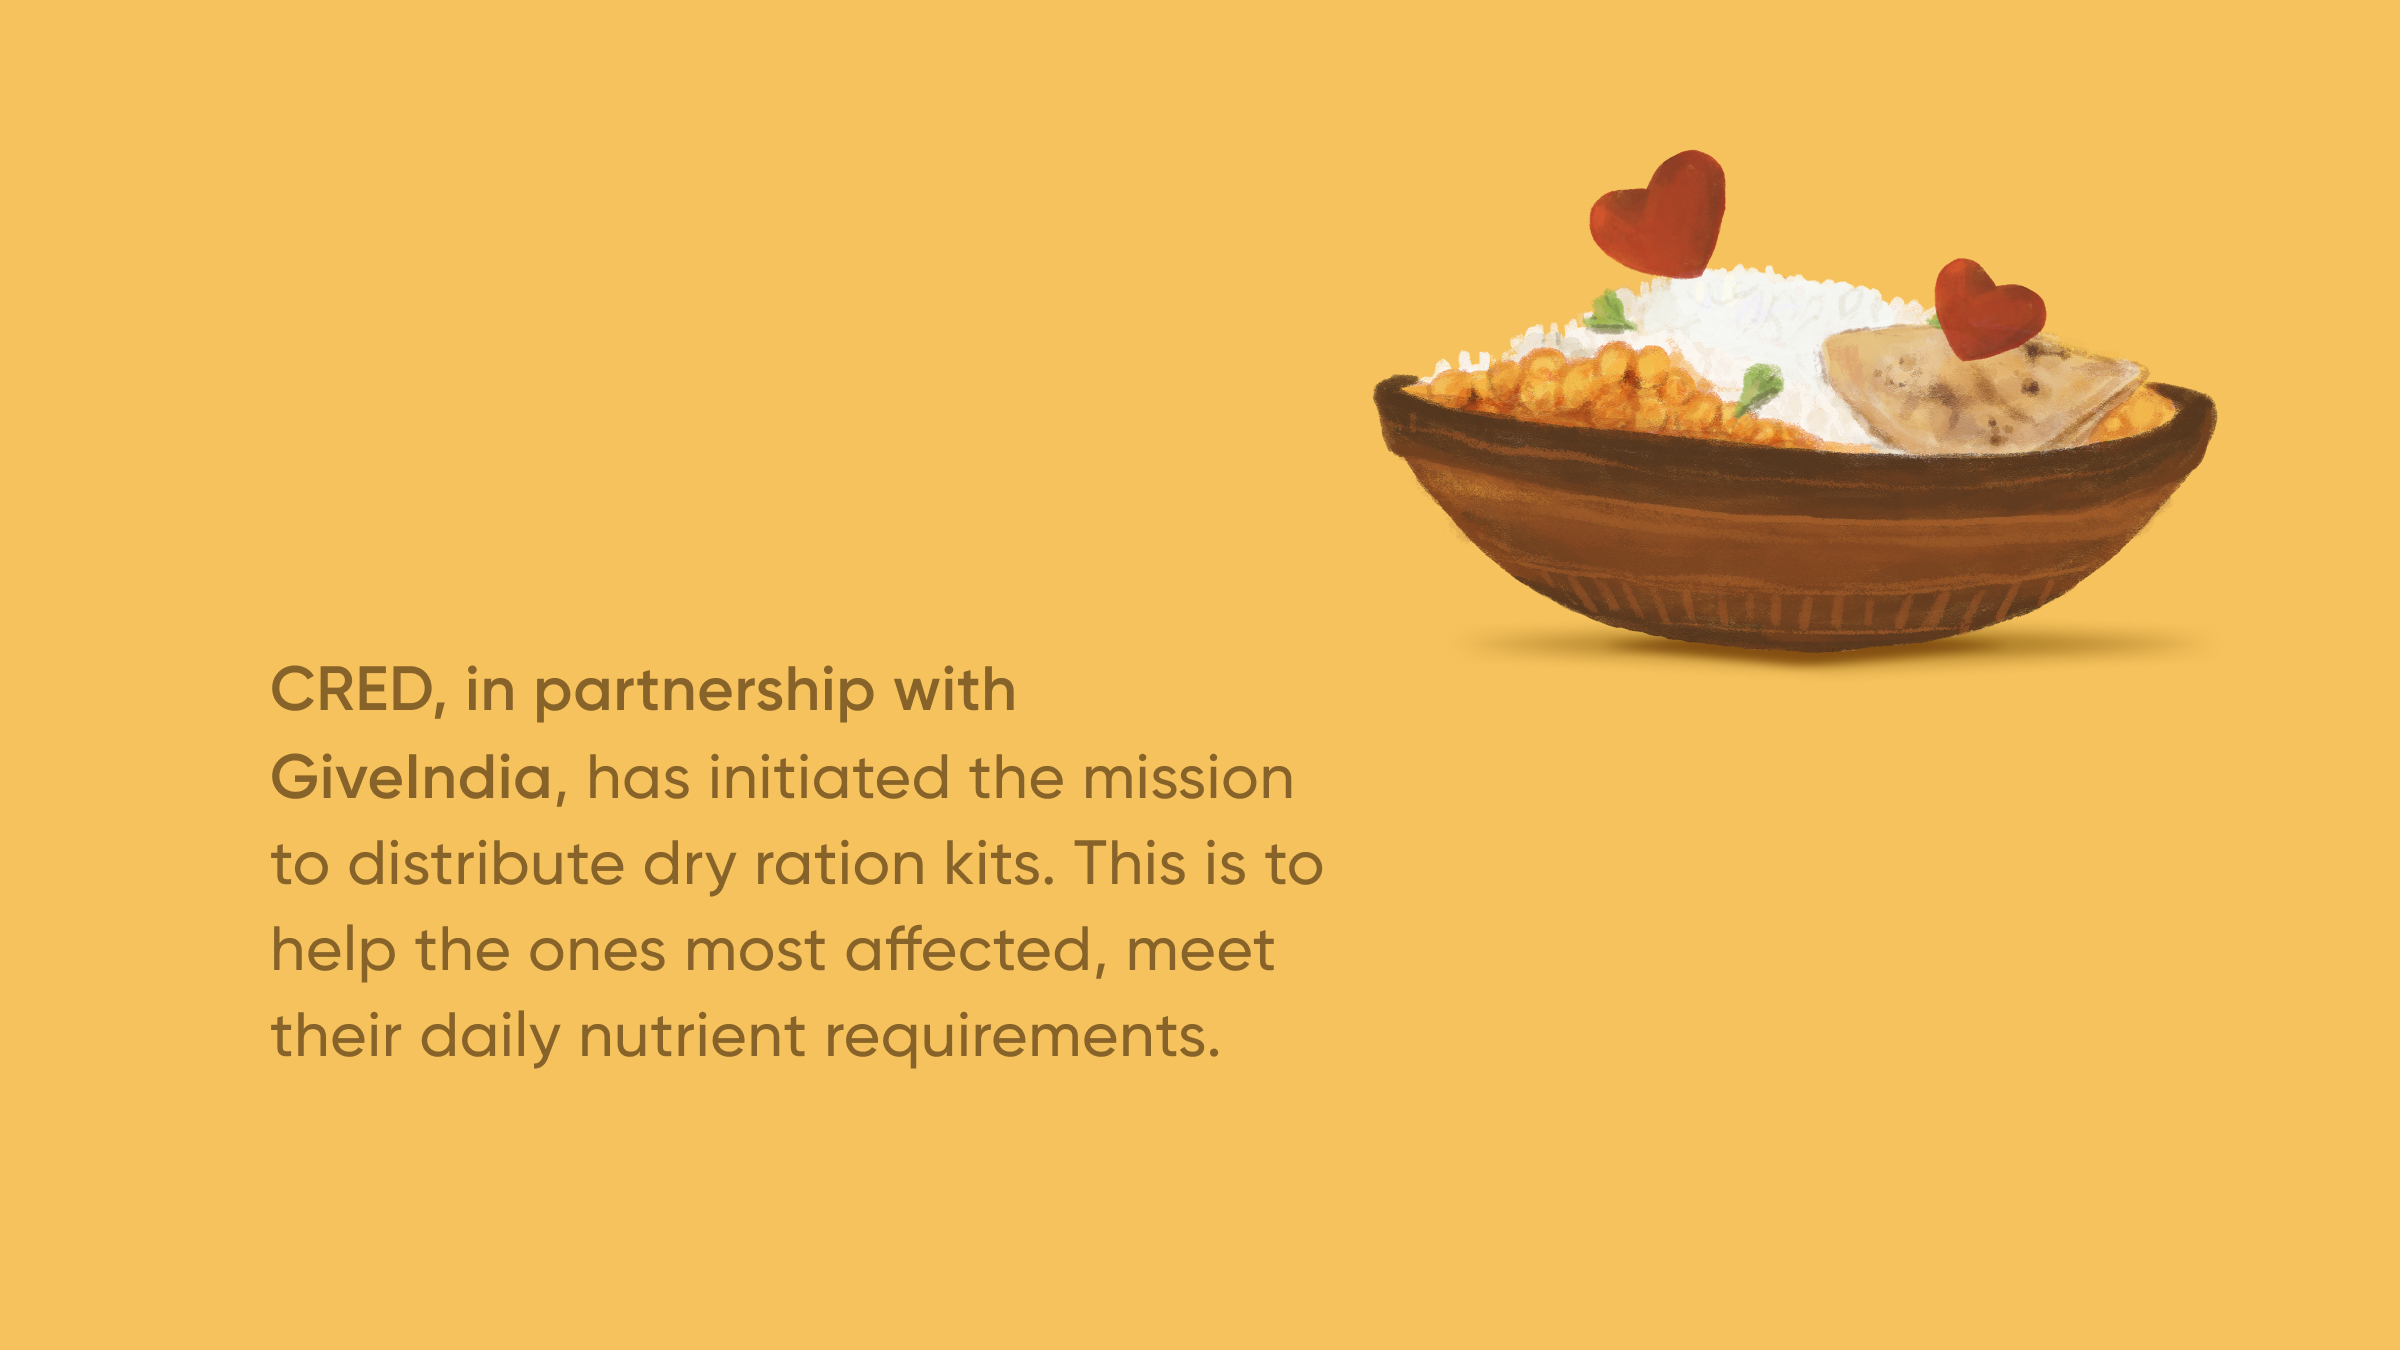 CRED, in partnership with
GiveIndia, has initiated the mission
to distribute dry ration kits. This is to
help the ones most affected, meet
their daily nutrient requirements.